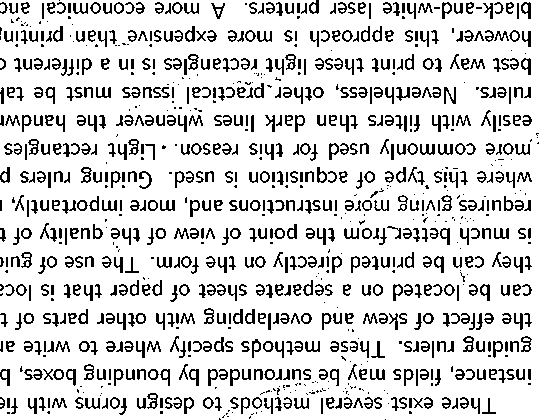 There exist several methods to design forms with fi
instance, fields may be surrounded by bounding boxes, b
guiding rulers. These methods specify where to write an
the effect of skew and overlapping with other parts of t
can be located on a separate sheet of paper that is loca
they can be printed directly on the form. The use of gui
is much better from the point of view of the quality of t
requires giving more instructions and, more importantly,
where this type of acquisition is used. Guiding rulers p
more commonly used for this reason. Light rectangles
easily with filters than dark lines whenever the handw
rulers. Nevertheless, other practical issues must be tak
best way to print these light rectangles is in a different c
however, this approach is more expensive than printing
black-and-white laser printers. A more economical and